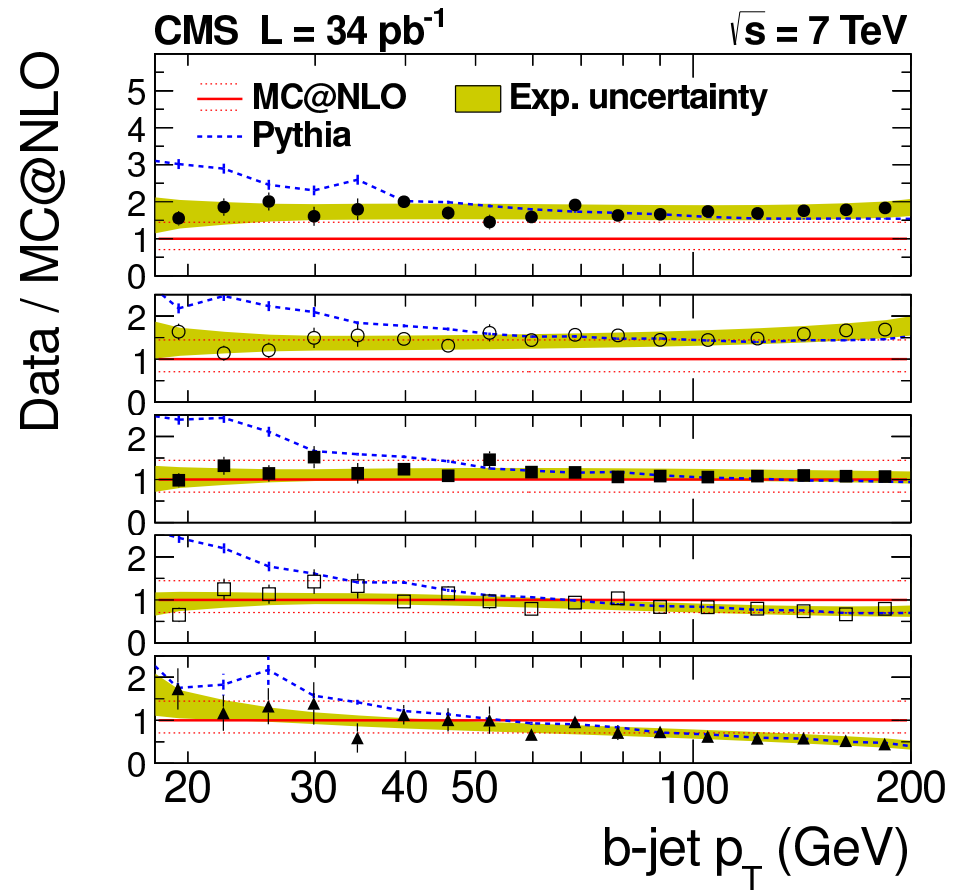 CMS L = 34 pb-1
√s = 7 TeV
Data / MC@NLO
MC@NLO
Exp. uncertainty
Pythia
5
4
3
2
1
0
2
1
0
2
1
0
2
1
0
2
1
0
20 30 40 50 100 200
b-jet pT (GeV)